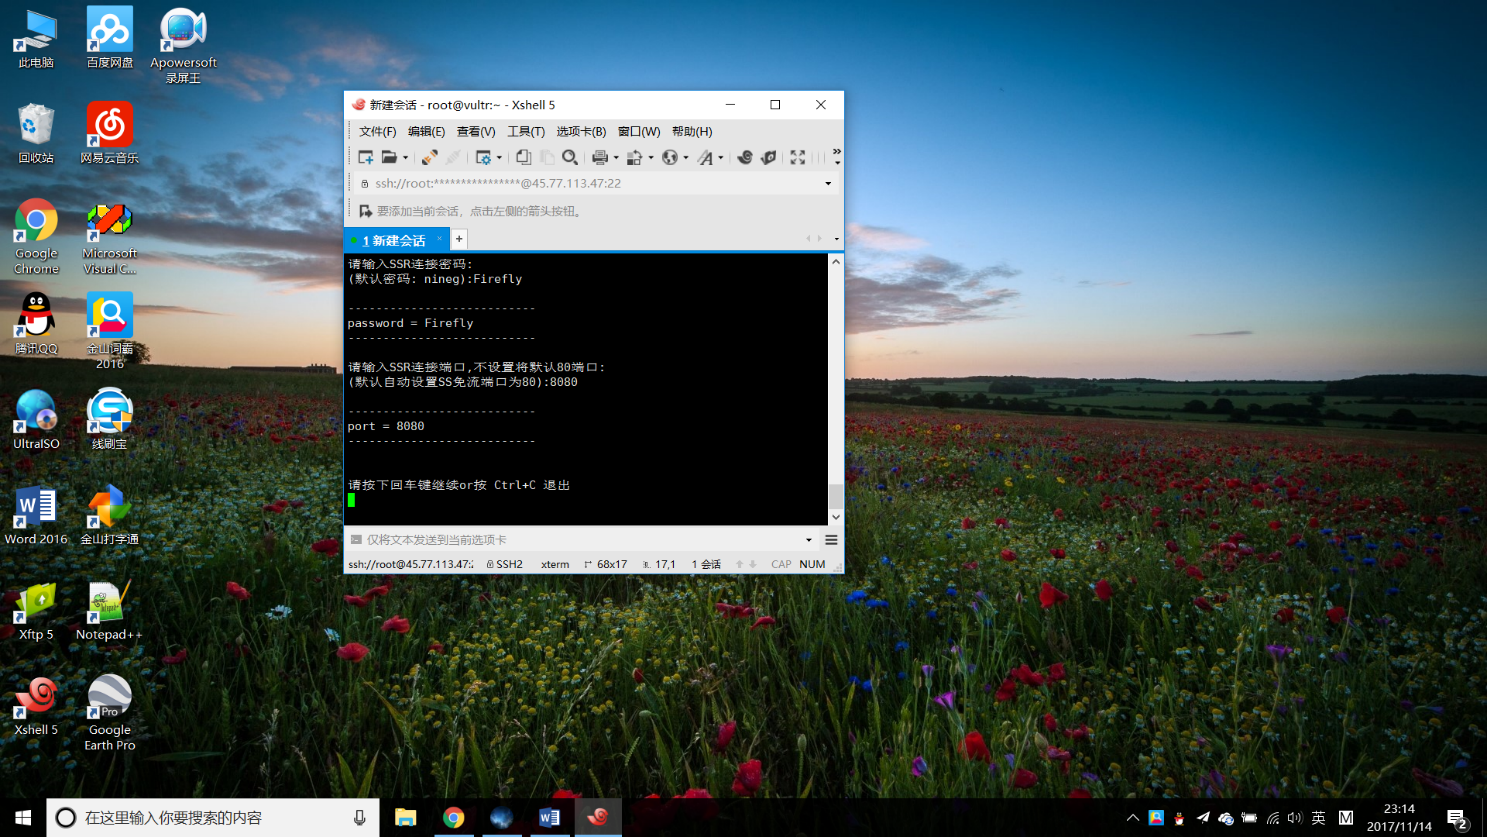 此电脑
百度网盘
Apowersoft
录屏王
回收站
网易云音乐
Google
Chrome
Microsoft
Visual C...
腾讯QQ
金山词霸
2016
UltraISO
线刷宝
Word 2016
金山打字通
Xftp 5
Notepad++
Xshell 5
Pro
Google
Earth Pro
新建会话 - root@vultr:~ - Xshell 5
文件(F) 编辑(E) 查看(V) 工具(T) 选项卡(B) 窗口(W) 帮助(H)
ssh://root:****************@45.77.113.47:22
要添加当前会话，点击左侧的箭头按钮。
1 新建会话
请输入SSR连接密码:
(默认密码: nineg):Firefly
---------------------------
password = Firefly
---------------------------
请输入SSR连接端口,不设置将默认80端口:
(默认自动设置SS免流端口为80):8080
---------------------------
port = 8080
---------------------------
请按下回车键继续or按 Ctrl+C 退出
仅将文本发送到当前选项卡
ssh://root@45.77.113.47:2 SSH2 xterm 68x17 17,1 1 会话 CAP NUM
在这里输入你要搜索的内容
英
M
23:14
2017/11/14
2